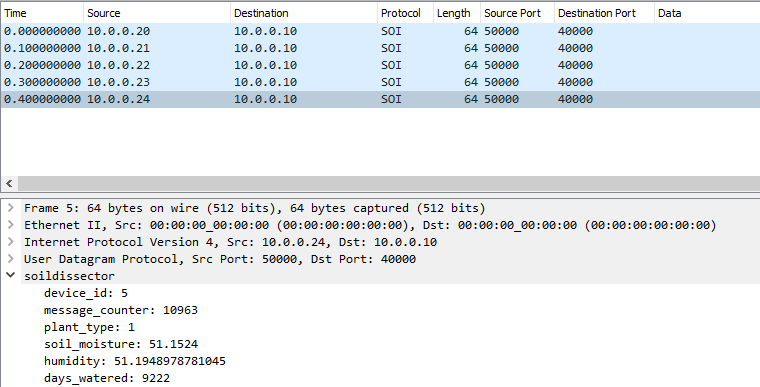 Time Source Destination Protocol Length Source Port Destination Port Data
0.000000000 10.0.0.20 10.0.0.10 SOI 64 50000 40000
0.100000000 10.0.0.21 10.0.0.10 SOI 64 50000 40000
0.200000000 10.0.0.22 10.0.0.10 SOI 64 50000 40000
0.300000000 10.0.0.23 10.0.0.10 SOI 64 50000 40000
0.400000000 10.0.0.24 10.0.0.10 SOI 64 50000 40000
Frame 5: 64 bytes on wire (512 bits), 64 bytes captured (512 bits)
Ethernet II, Src: 00:00:00_00:00:00 (00:00:00:00:00:00), Dst: 00:00:00_00:00:00 (00:00:00:00:00:00)
Internet Protocol Version 4, Src: 10.0.0.24, Dst: 10.0.0.10
User Datagram Protocol, Src Port: 50000, Dst Port: 40000
soildissector
device_id: 5
message_counter: 10963
plant_type: 1
soil_moisture: 51.1524
humidity: 51.1948978781045
days_watered: 9222